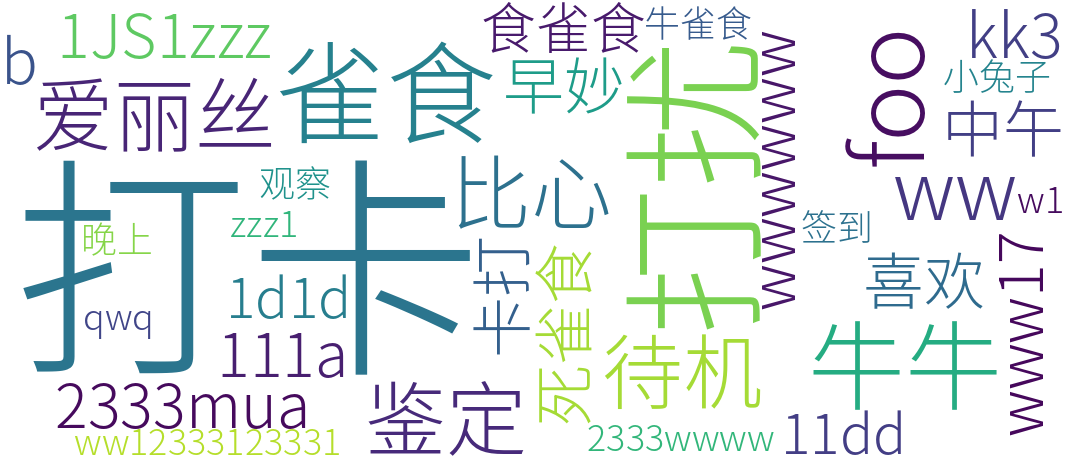 1JS1zzz
b
爱丽丝
雀食
食雀食
牛雀食
早妙
打打扰
wwwwwwwwwww
foo
kk3
小兔子
中午
ww
w1
签到
喜欢
www17
打卡
观察
zzz1
晚上
qwq
1d1d
111a
比心
卡打
死雀食
待机
牛牛
2333mua
ww12333123331
鉴定
2333wwww
11dd